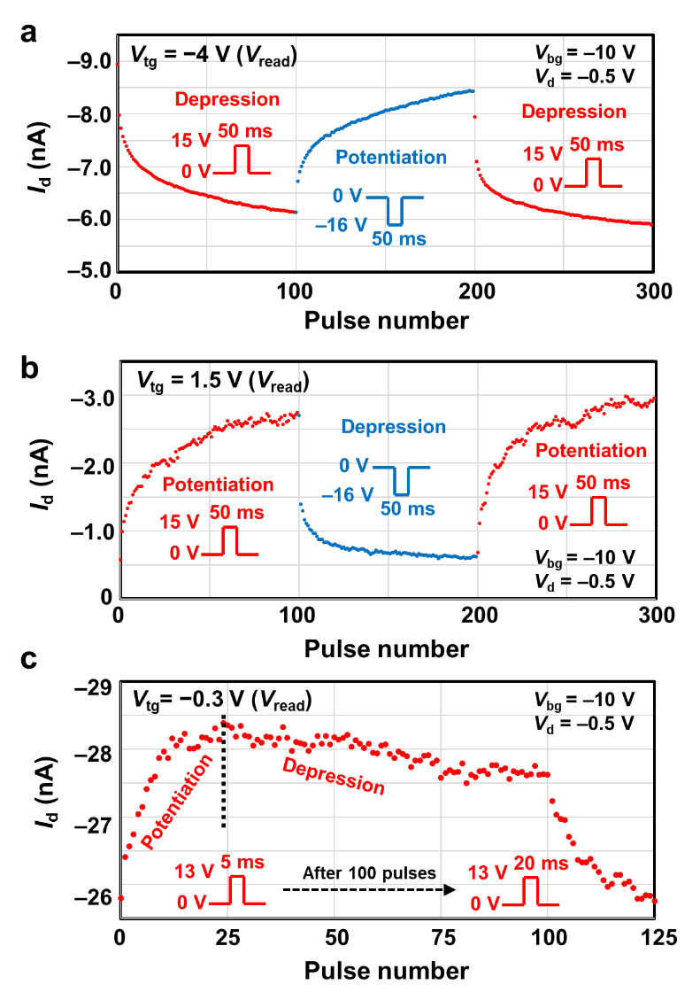 a
Vtg = −4 V (Vread)
Vbg = −10 V
Vd = −0.5 V
−9.0
−8.0
−7.0
−6.0
−5.0
Id (nA)
Depression
15 V 50 ms
0 V
Potentiation
0 V
−16 V
50 ms
Depression
15 V 50 ms
0 V
0 100 200 300
Pulse number
b
Vtg = 1.5 V (Vread)
−3.0
−2.0
−1.0
0
Id (nA)
Potentiation
15 V 50 ms
0 V
Depression
0 V
−16 V
50 ms
Potentiation
15 V 50 ms
0 V
Vbg = −10 V
Vd = −0.5 V
0 100 200 300
Pulse number
c
Vtg= −0.3 V (Vread)
Vbg = −10 V
Vd = −0.5 V
−29
−28
−27
−26
Id (nA)
Potentiation
Depression
13 V 5 ms
0 V
After 100 pulses
13 V 20 ms
0 V
0 25 50 75 100 125
Pulse number